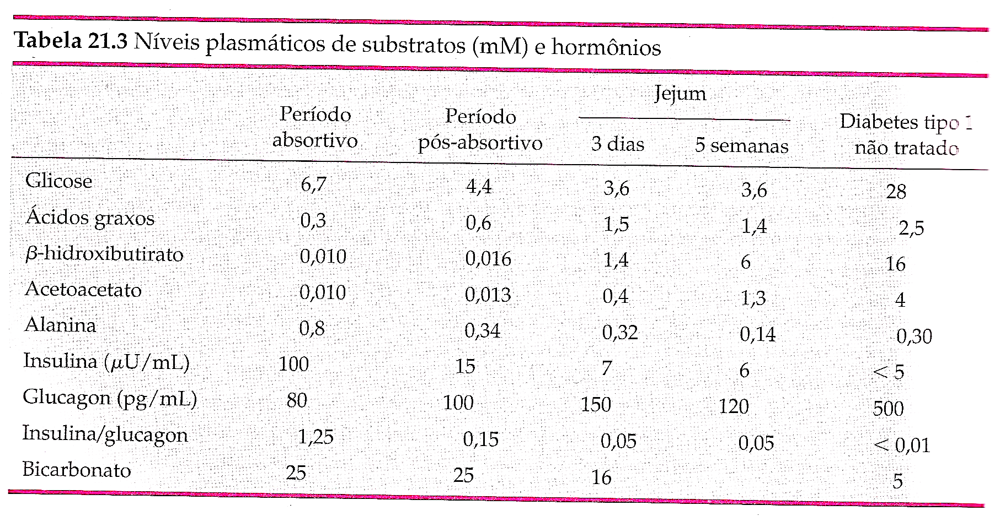 Tabela 21.3 Níveis plasmáticos de substratos (mM) e hormônios
Jejum
Período absortivo Período pós-absortivo 3 dias 5 semanas Diabetes tipo 1 não tratado
Glicose 6,7 4,4 3,6 3,6 28
Ácidos graxos 0,3 0,6 1,5 1,4 2,5
β-hidroxibutirato 0,010 0,016 1,4 6 16
Acetoacetato 0,010 0,013 0,4 1,3 4
Alanina 0,8 0,34 0,32 0,14 0,30
Insulina (μU/mL) 100 15 7 6 < 5
Glucagon (pg/mL) 80 100 150 120 500
Insulina/glucagon 1,25 0,15 0,05 0,05 < 0,01
Bicarbonato 25 25 16 5